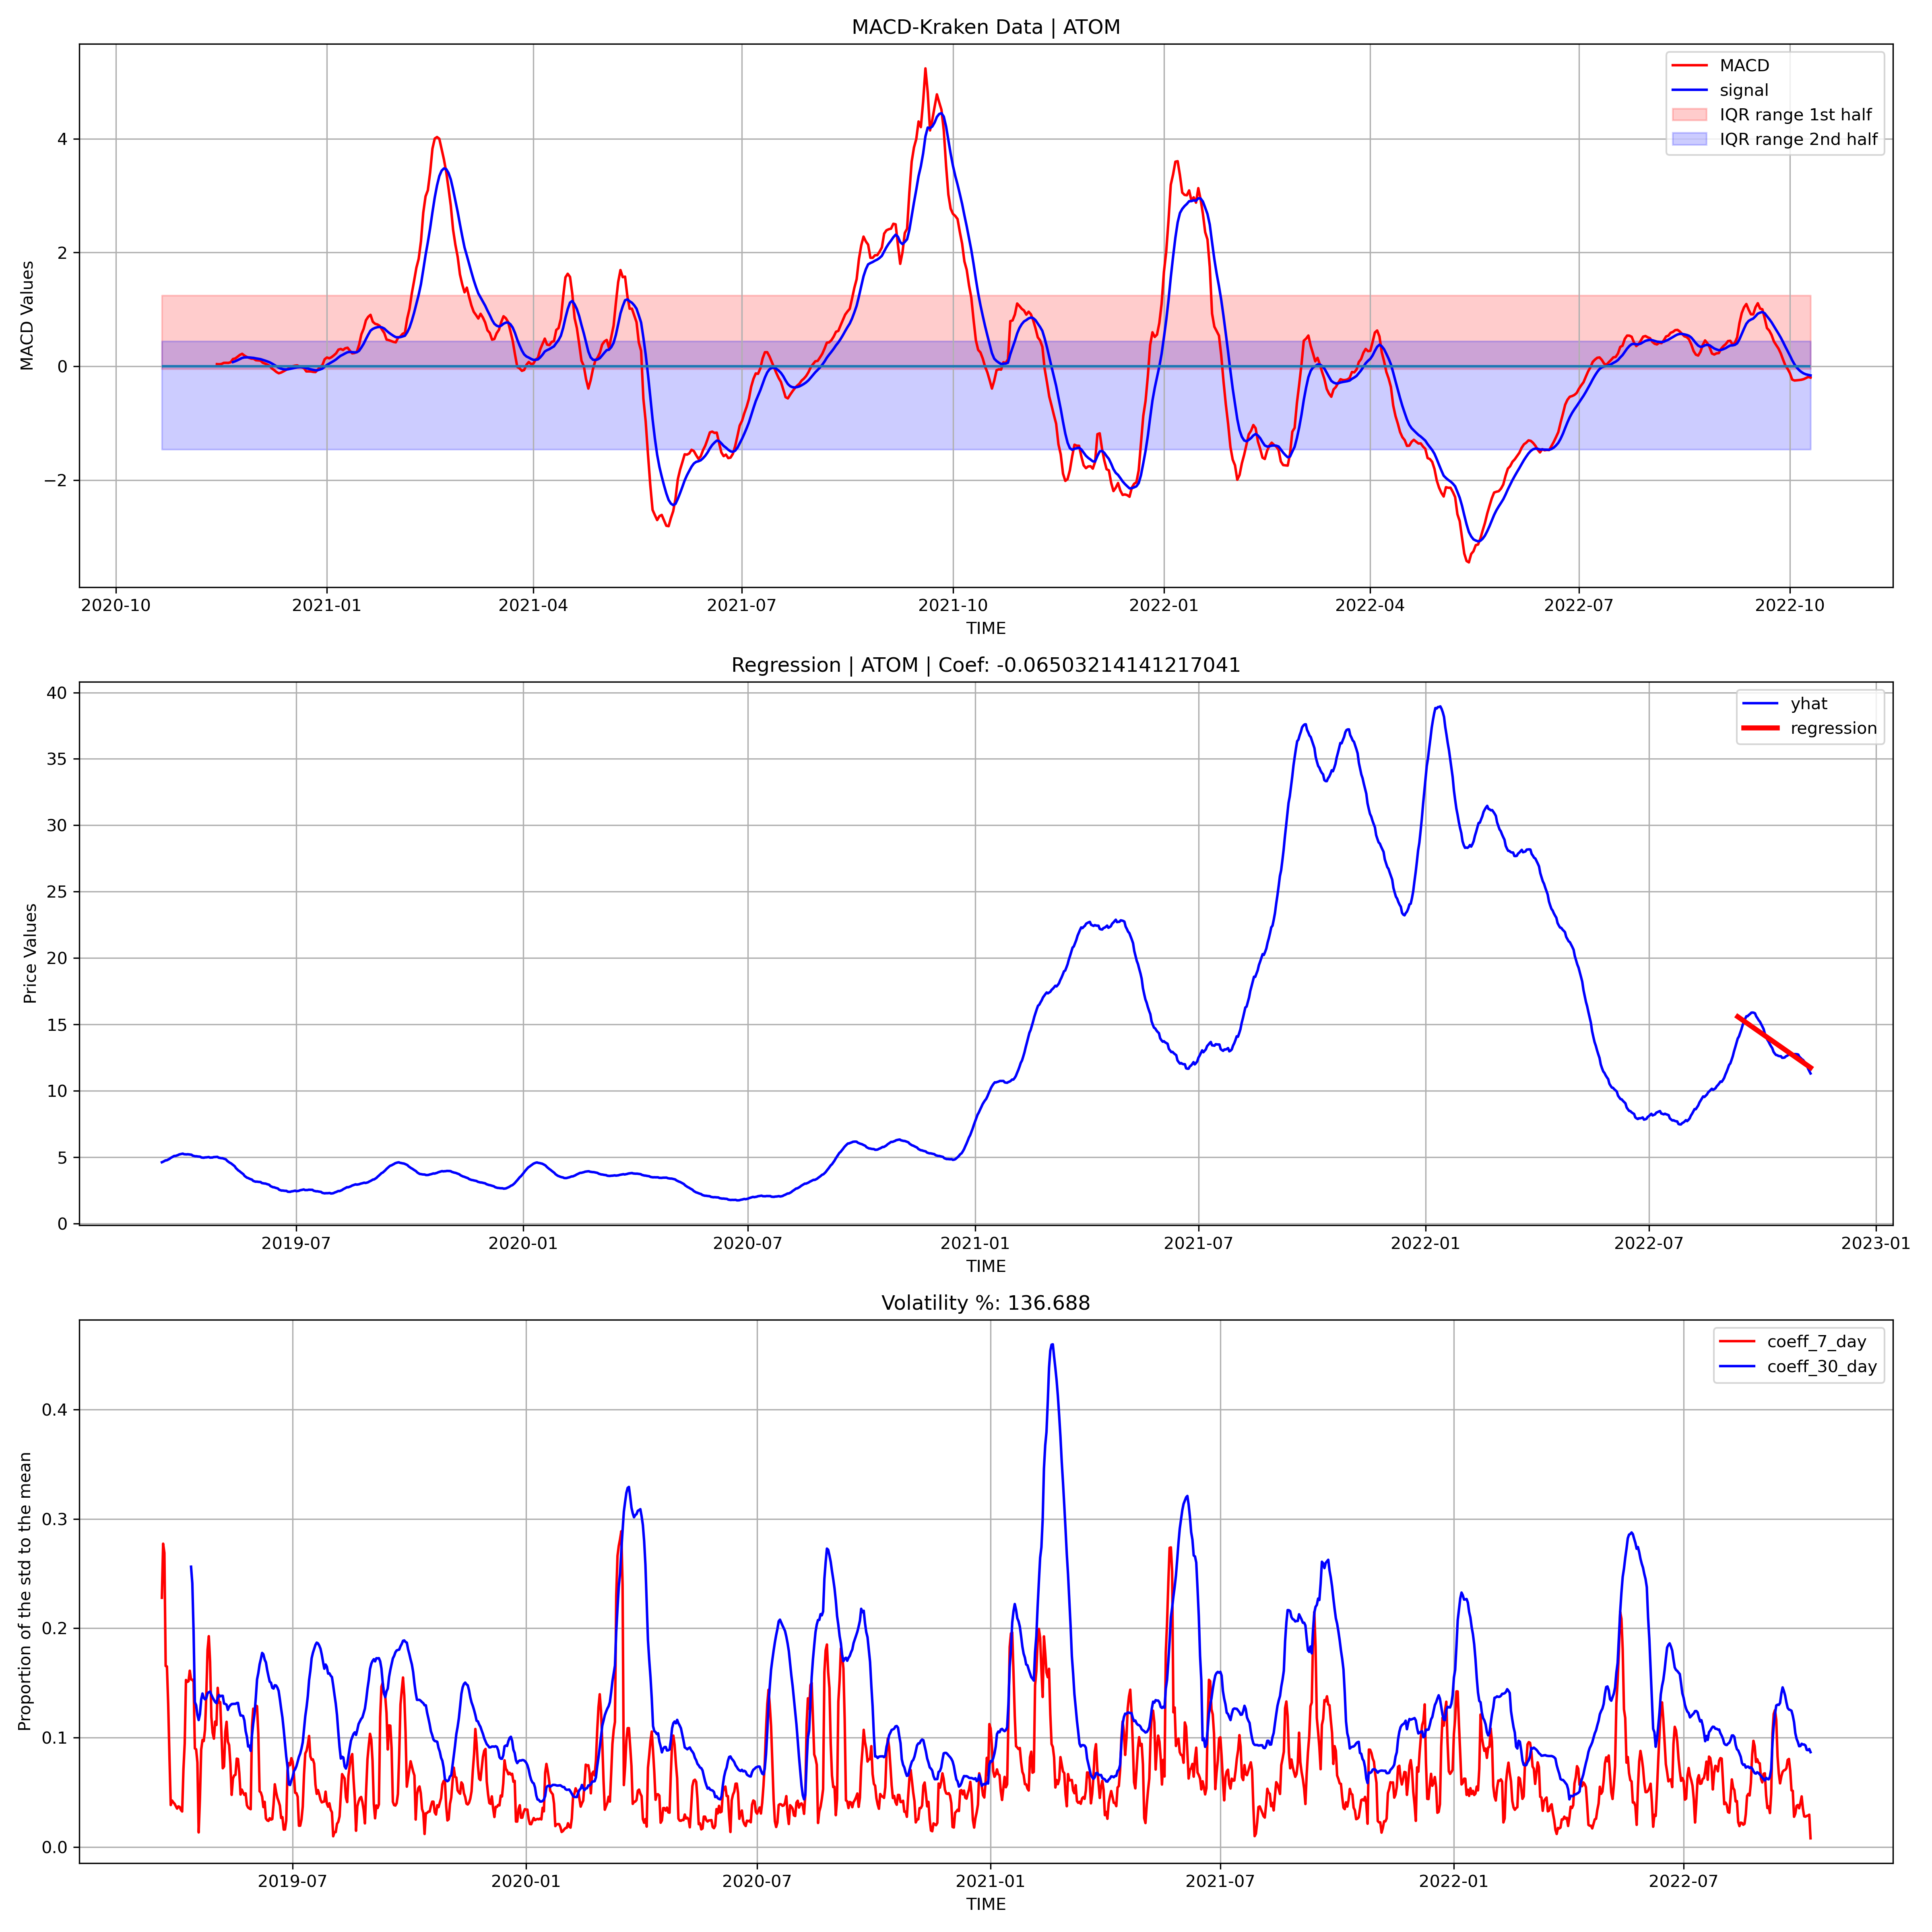 MACD-Kraken Data | ATOM
MACD
signal
IQR range 1st half
IQR range 2nd half
MACD Values
4
2
0
−2
2020-10 2021-01 2021-04 2021-07 2021-10 2022-01 2022-04 2022-07 2022-10
TIME
Regression | ATOM | Coef: -0.06503214141217041
yhat
regression
Price Values
40
35
30
25
20
15
10
5
0
2019-07 2020-01 2020-07 2021-01 2021-07 2022-01 2022-07 2023-01
TIME
Volatility %: 136.688
coeff_7_day
coeff_30_day
Proportion of the std to the mean
0.4
0.3
0.2
0.1
0.0
2019-07 2020-01 2020-07 2021-01 2021-07 2022-01 2022-07
TIME